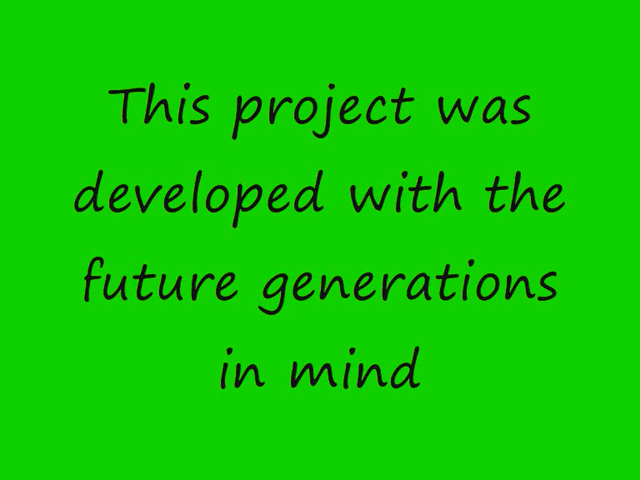 This project was
developed with the
future generations
in mind